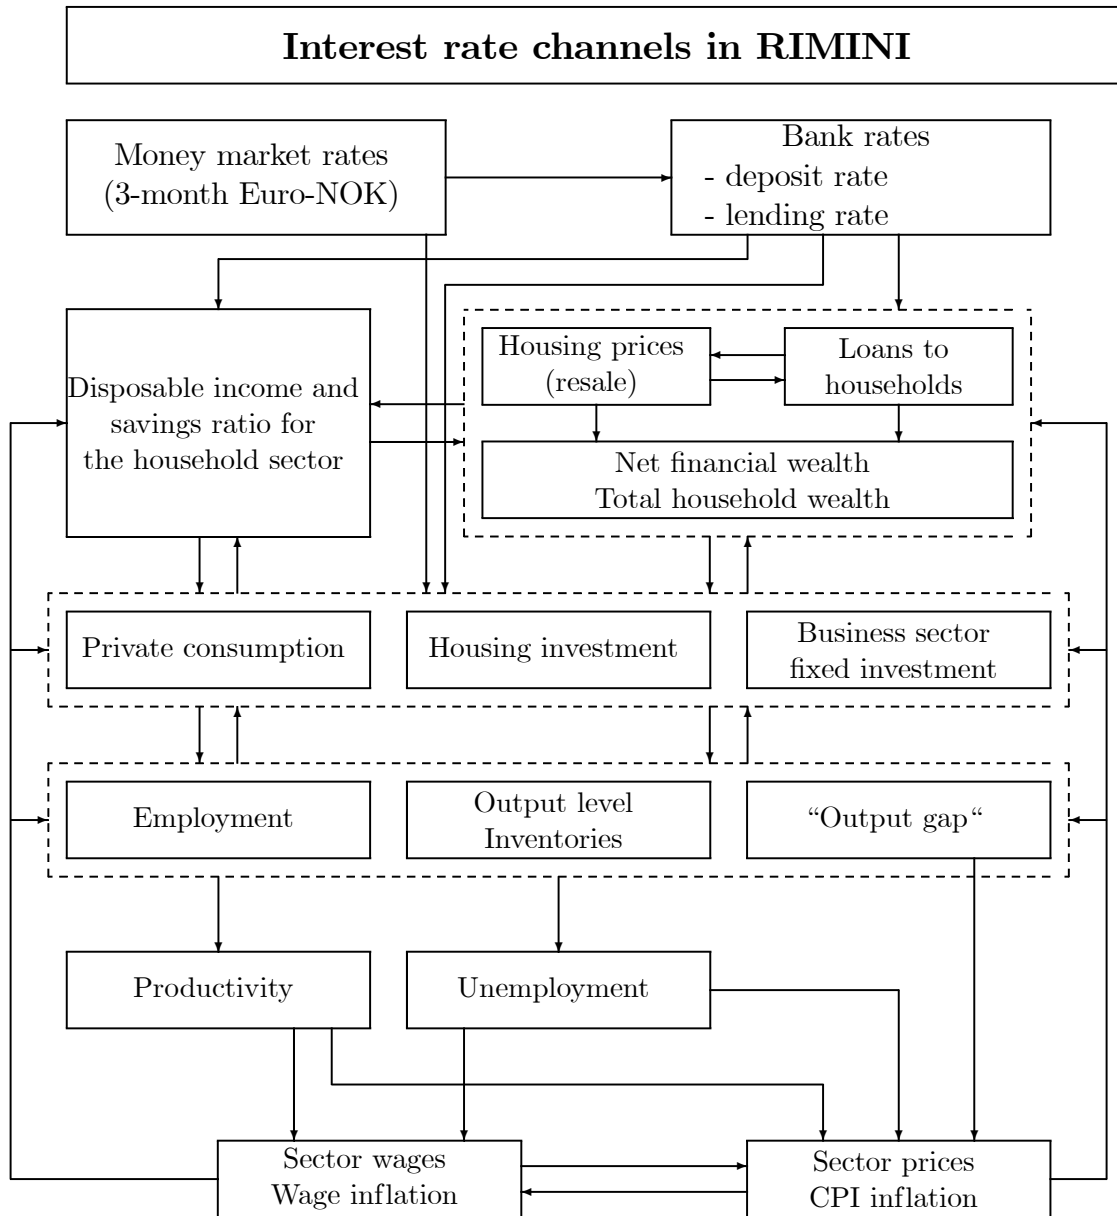 Interest rate channels in RIMINI
Money market rates
(3-month Euro-NOK)
Bank rates
- deposit rate
- lending rate
Disposable income and
savings ratio for
the household sector
Housing prices
(resale)
Loans to
households
Net financial wealth
Total household wealth
Private consumption
Housing investment
Business sector
fixed investment
Employment
Output level
Inventories
“Output gap“
Productivity
Unemployment
Sector wages
Wage inflation
Sector prices
CPI inflation